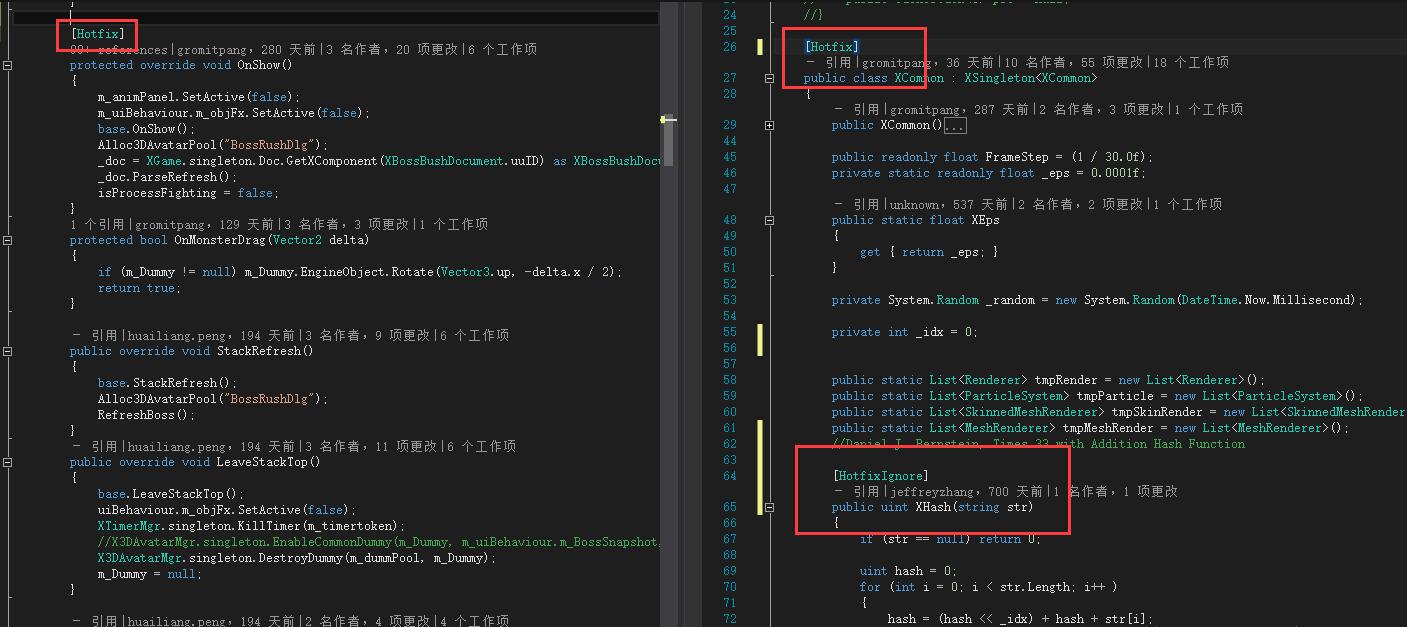 }
[Hotfix]
references|gromitpang，280 天前|3 名作者，20 项更改|6 个工作项
protected override void OnShow()
{
m_animPanel.SetActive(false);
m_uiBehaviour.m_objFx.SetActive(false);
base.OnShow();
Alloc3DAvatarPool("BossRushDlg");
_doc = XGame.singleton.Doc.GetXComponent(XBossBushDocument.uuID) as XBossBushDocu
_doc.ParseRefresh();
isProcessFighting = false;
}
1 个引用|gromitpang，129 天前|3 名作者，3 项更改|1 个工作项
protected bool OnMonsterDrag(Vector2 delta)
{
if (m_Dummy != null) m_Dummy.EngineObject.Rotate(Vector3.up, -delta.x / 2);
return true;
}
- 引用|huailiang.peng，194 天前|3 名作者，9 项更改|6 个工作项
public override void StackRefresh()
{
base.StackRefresh();
Alloc3DAvatarPool("BossRushDlg");
RefreshBoss();
}
- 引用|huailiang.peng，194 天前|3 名作者，11 项更改|6 个工作项
public override void LeaveStackTop()
{
base.LeaveStackTop();
uiBehaviour.m_objFx.SetActive(false);
XTimerMgr.singleton.KillTimer(m_timertoken);
//X3DAvatarMgr.singleton.EnableCommonDummy(m_Dummy, m_uiBehaviour.m_BossSnapshot,
X3DAvatarMgr.singleton.DestroyDummy(m_dummPool, m_Dummy);
m_Dummy = null;
}
- 引用|huailiang.peng，194 天前|2 名作者，4 项更改|4 个工作项
24 //}
25
26 [Hotfix]
- 引用|gromitpang，36 天前|10 名作者，55 项更改|18 个工作项
27 public class XCommon : XSingleton<XCommon>
28 {
- 引用|gromitpang，287 天前|2 名作者，3 项更改|1 个工作项
29 public XCommon()...
44
45 public readonly float FrameStep = (1 / 30.0f);
46 private static readonly float _eps = 0.0001f;
47
- 引用|unknown，537 天前|2 名作者，2 项更改|1 个工作项
48 public static float XEps
49 {
50 get { return _eps; }
51 }
52
53 private System.Random _random = new System.Random(DateTime.Now.Millisecond);
54
55 private int _idx = 0;
56
57
58 public static List<Renderer> tmpRender = new List<Renderer>();
59 public static List<ParticleSystem> tmpParticle = new List<ParticleSystem>();
60 public static List<SkinnedMeshRenderer> tmpSkinRender = new List<SkinnedMeshRender
61 public static List<MeshRenderer> tmpMeshRender = new List<MeshRenderer>();
62 //Daniel J. Bernstein, Times 33 with Addition Hash Function
63
64 [HotfixIgnore]
- 引用|jeffreyzhang，700 天前|1 名作者，1 项更改
65 public uint XHash(string str)
66 {
67 if (str == null) return 0;
68
69 uint hash = 0;
70 for (int i = 0; i < str.Length; i++ )
71 {
72 hash = (hash << _idx) + hash + str[i];